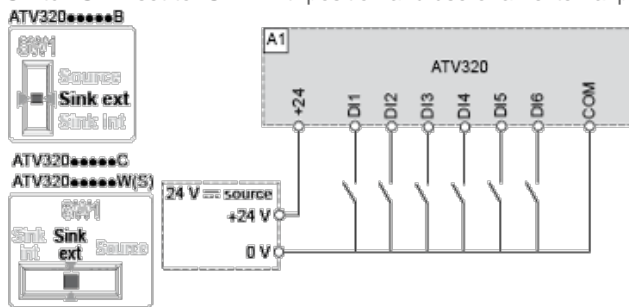 ATV320●●●●●B
SW1
Source
Sink ext
Sink int
ATV320●●●●●C
ATV320●●●●●W(S)
SW1
Sink int
Sink ext
Source
A1
ATV320
+24
DI1
DI2
DI3
DI4
DI5
DI6
COM
24 V ⎓ source
+24 V
0 V